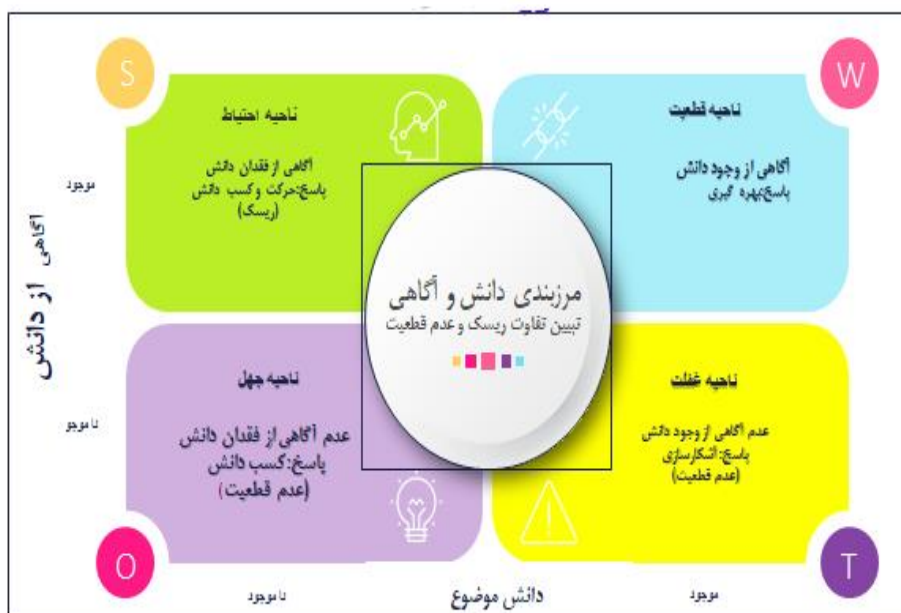 S
W
ناحیه احتیاط
آگاهی از فقدان دانش
پاسخ:حرکت و کسب دانش
(ریسک)
ناحیه قطعیت
آگاهی از وجود دانش
پاسخ:بهره گیری
موجود
آگاهی از دانش
نا موجو
مرزبندی دانش و آگاهی
تبیین تفاوت ریسک و عدم قطعیت
ناحیه جهل
عدم آگاهی از فقدان دانش
پاسخ:کسب دانش
(عدم قطعیت)
ناحیه غفلت
عدم آگاهی از وجود دانش
پاسخ:آشکارسازی
(عدم قطعیت)
O
T
موجود
دانش موضوع
نا موجود